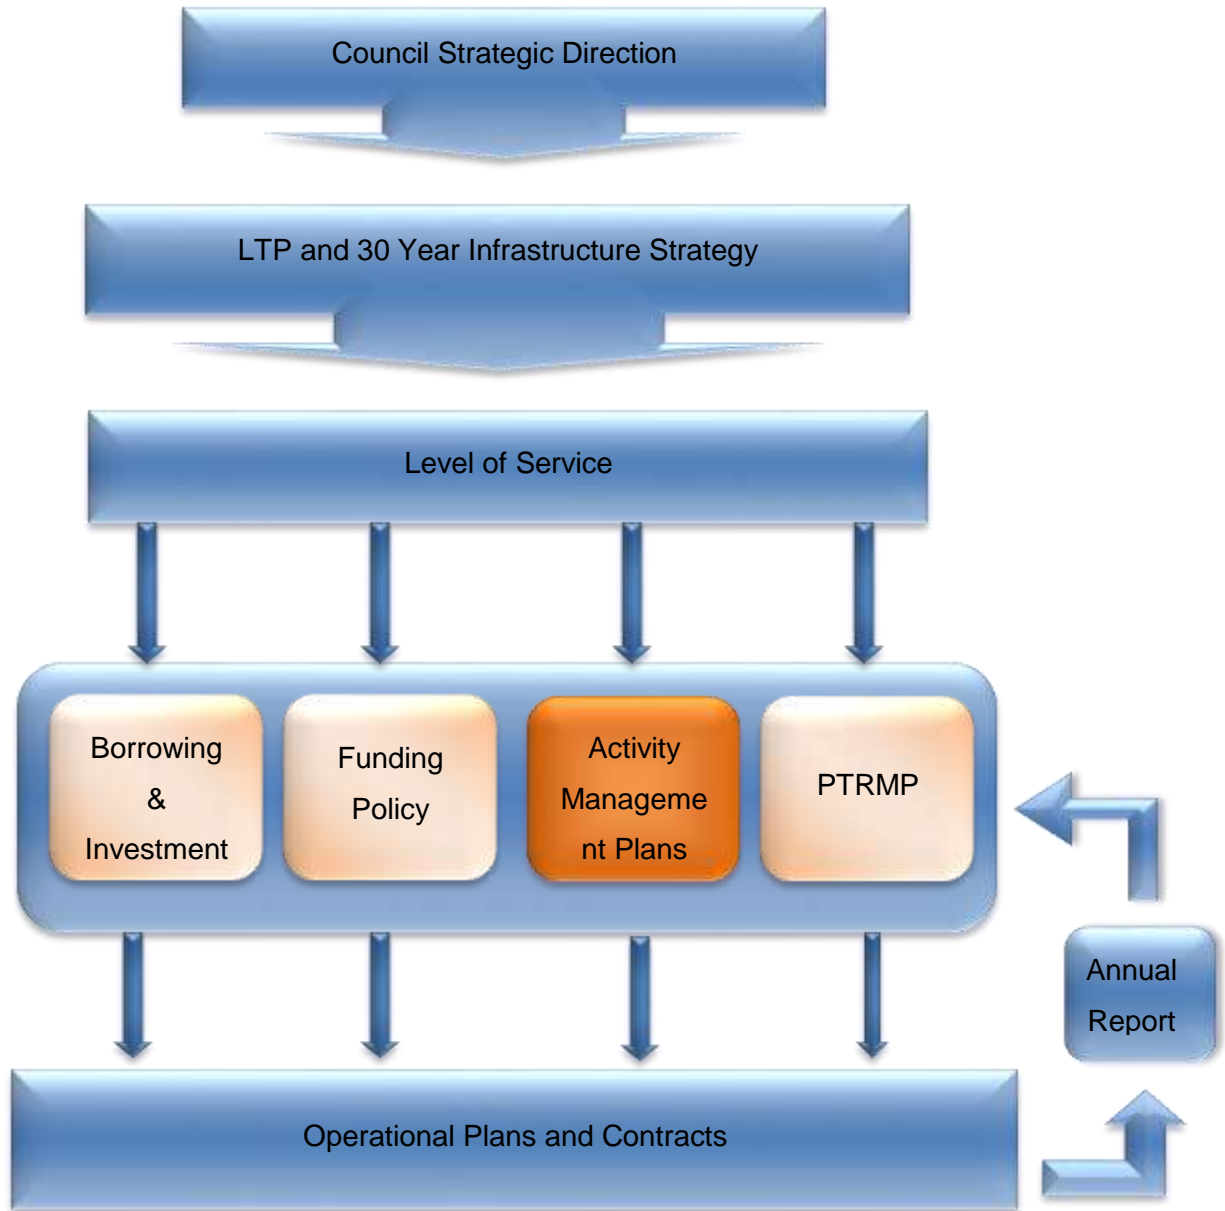 Council Strategic Direction
LTP and 30 Year Infrastructure Strategy
Level of Service
Borrowing
&
Investment
Funding
Policy
Activity
Manageme
nt Plans
PTRMP
Annual
Report
Operational Plans and Contracts